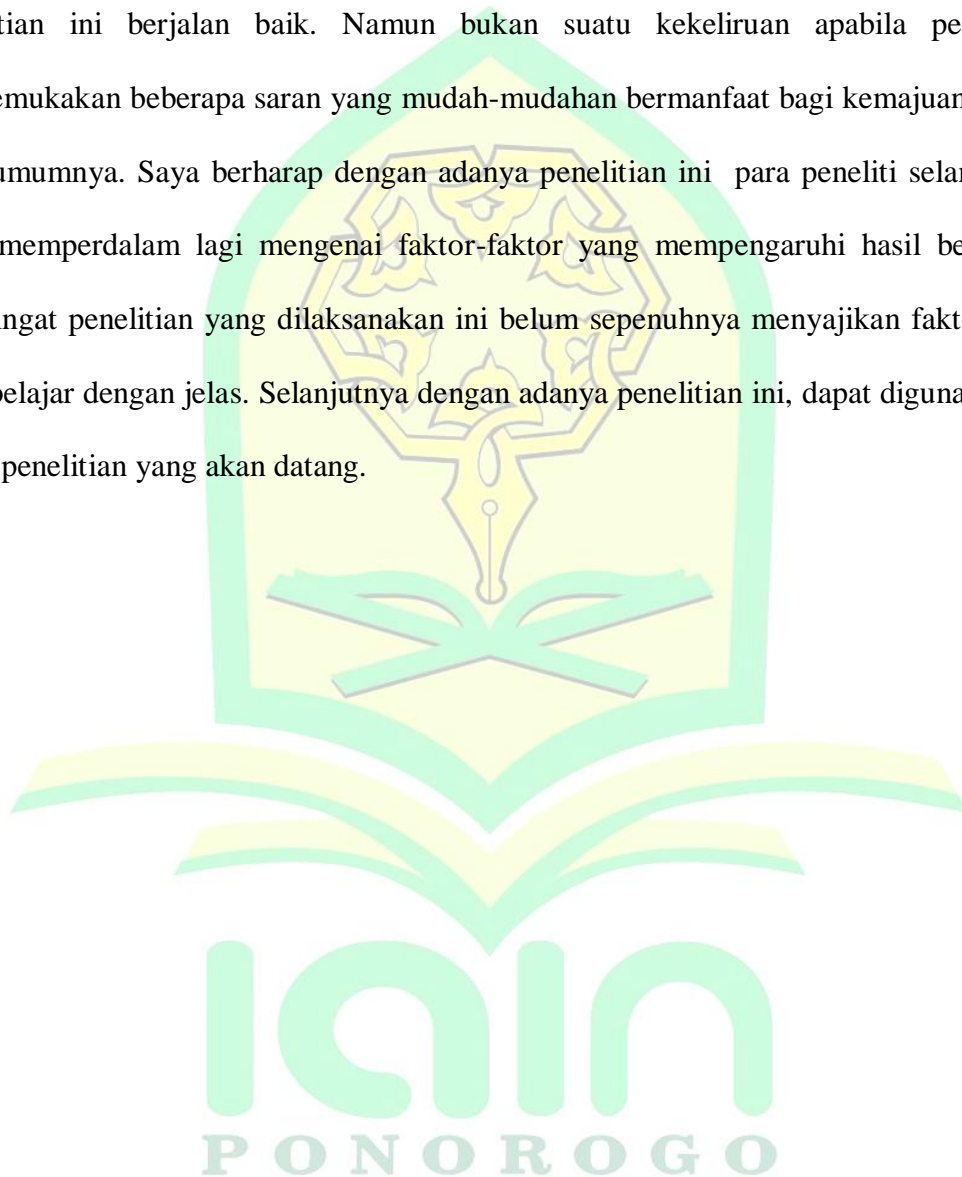 tian ini berjalan baik. Namun bukan suatu kekeliruan apabila pe
emukakan beberapa saran yang mudah-mudahan bermanfaat bagi kemajuan
umumnya. Saya berharap dengan adanya penelitian ini para peneliti selan
memperdalam lagi mengenai faktor-faktor yang mempengaruhi hasil be
ingat penelitian yang dilaksanakan ini belum sepenuhnya menyajikan fakt
belajar dengan jelas. Selanjutnya dengan adanya penelitian ini, dapat diguna
penelitian yang akan datang.
iain
PONOROGO